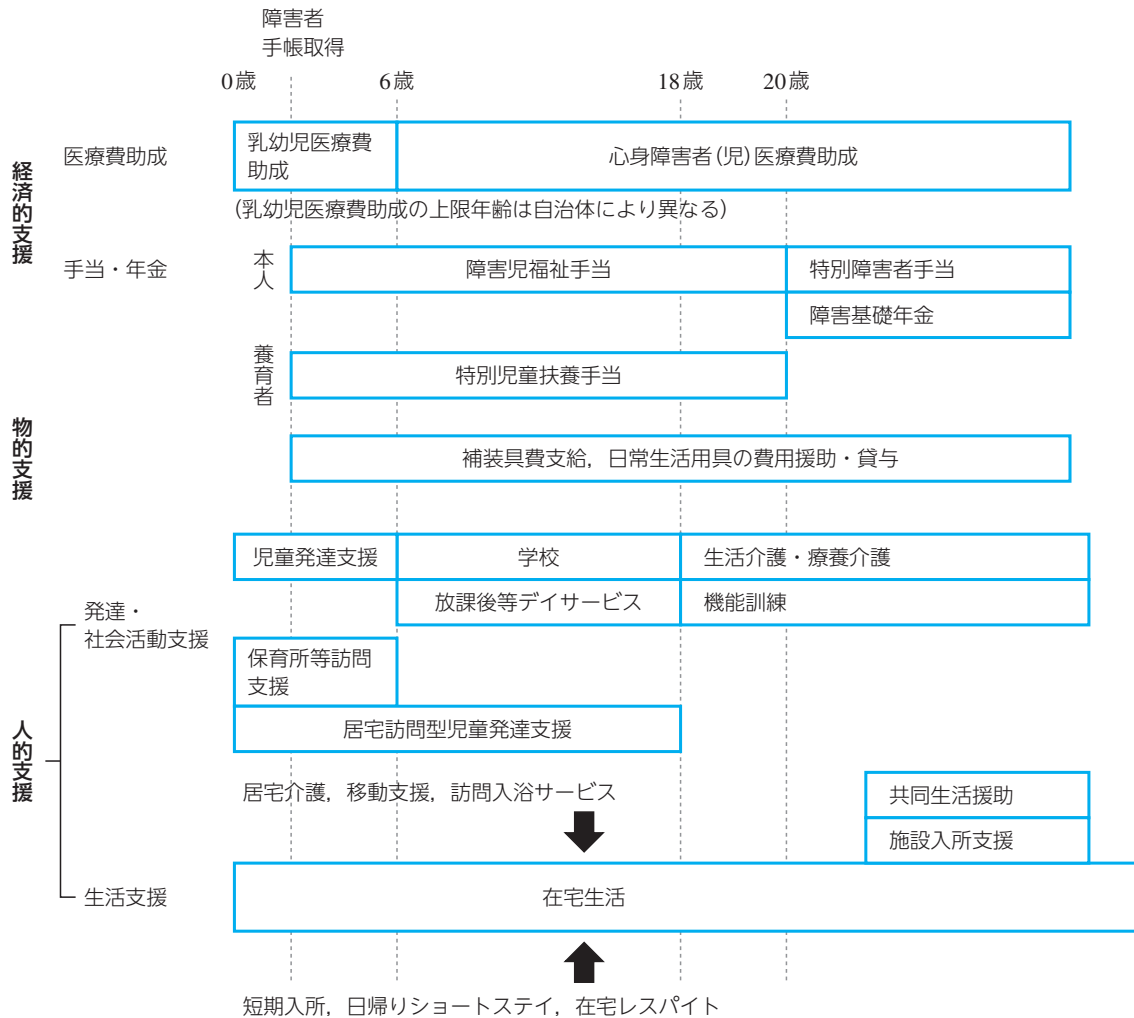 障害者
手帳取得
0歳
6歳
18歳
20歳
経済的支援
医療費助成
乳幼児医療費
助成
心身障害者(児)医療費助成
(乳幼児医療費助成の上限年齢は自治体により異なる)
手当・年金
本人
障害児福祉手当
特別障害者手当
障害基礎年金
養育者
特別児童扶養手当
物的支援
補装具費支給，日常生活用具の費用援助・貸与
人的支援
発達・
社会活動支援
児童発達支援
学校
生活介護・療養介護
放課後等デイサービス
機能訓練
保育所等訪問
支援
居宅訪問型児童発達支援
居宅介護，移動支援，訪問入浴サービス
共同生活援助
施設入所支援
生活支援
在宅生活
短期入所，日帰りショートステイ，在宅レスパイト